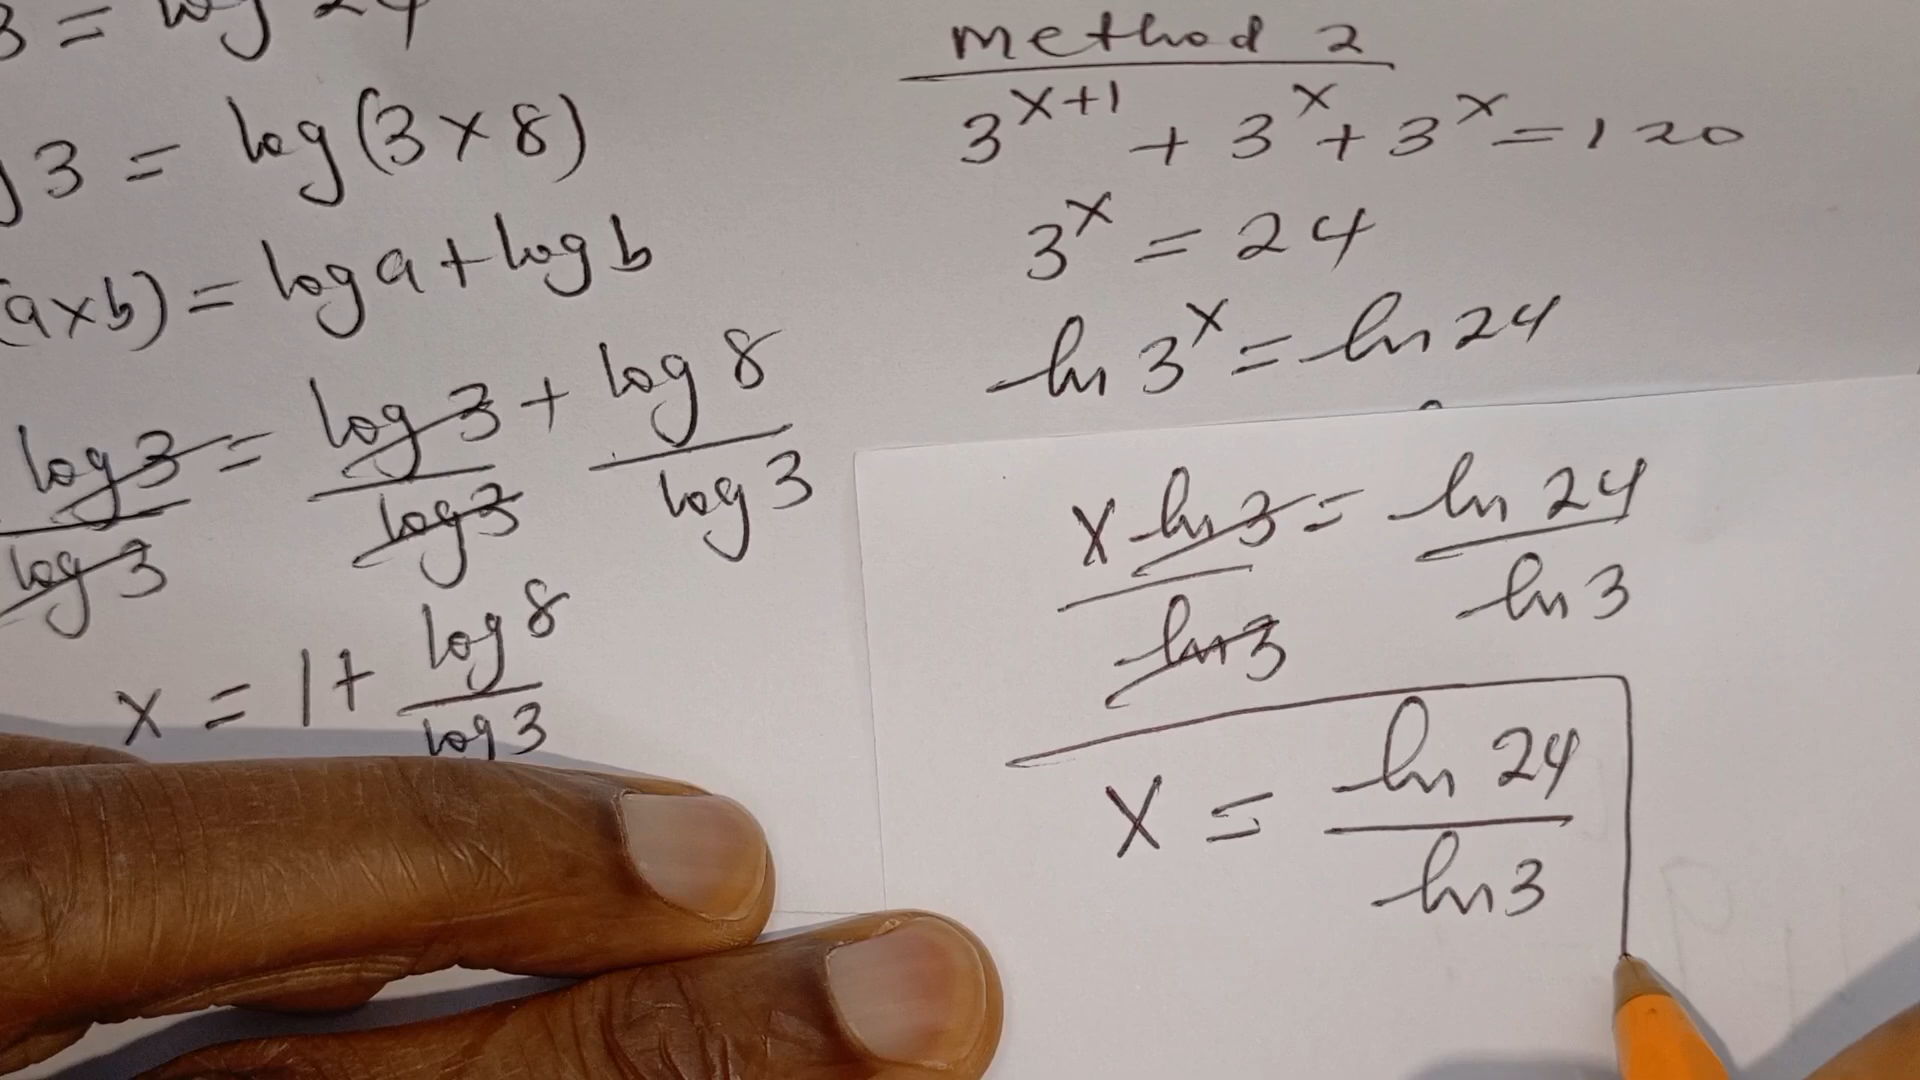 3 = log 24
g 3 = log(3 × 8)
(a×b) = log a + log b
log 3 / log 3 = log 3 / log 3 + log 8 / log 3
x = 1 + log 8 / log 3
method 2
3^(x+1) + 3^x + 3^x = 120
3^x = 24
ln 3^x = ln 24
x ln 3 / ln 3 = ln 24 / ln 3
x = ln 24 / ln 3